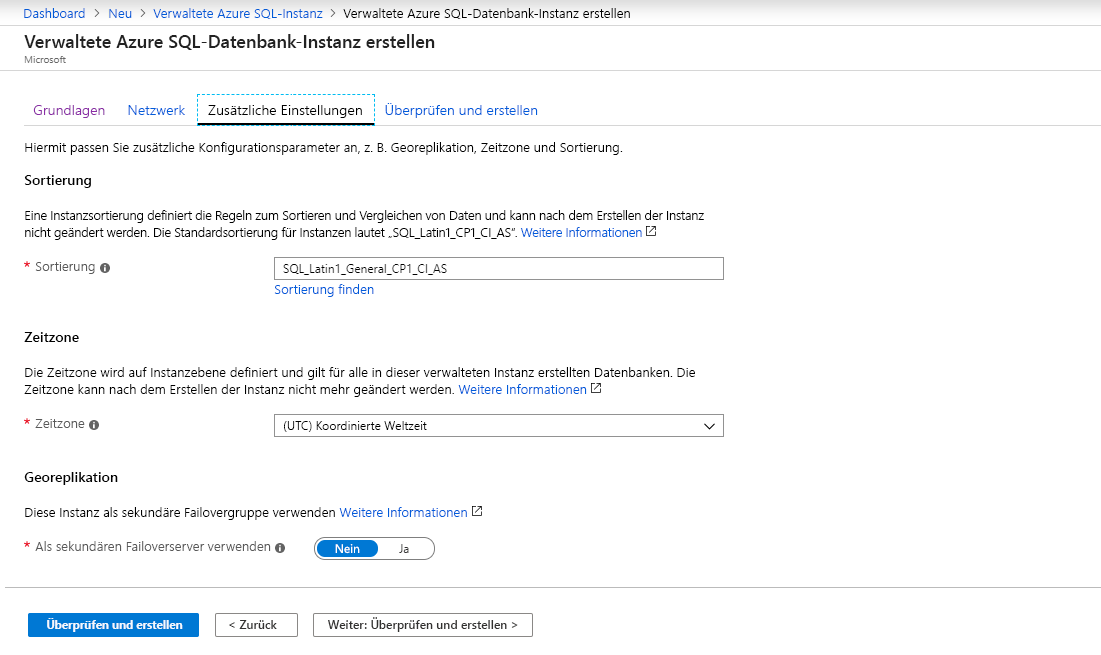 Dashboard > Neu > Verwaltete Azure SQL-Instanz > Verwaltete Azure SQL-Datenbank-Instanz erstellen
Verwaltete Azure SQL-Datenbank-Instanz erstellen
Microsoft
Grundlagen Netzwerk Zusätzliche Einstellungen Überprüfen und erstellen
Hiermit passen Sie zusätzliche Konfigurationsparameter an, z. B. Georeplikation, Zeitzone und Sortierung.
Sortierung
Eine Instanzsortierung definiert die Regeln zum Sortieren und Vergleichen von Daten und kann nach dem Erstellen der Instanz
nicht geändert werden. Die Standardsortierung für Instanzen lautet „SQL_Latin1_CP1_CI_AS“. Weitere Informationen
* Sortierung SQL_Latin1_General_CP1_CI_AS
Sortierung finden
Zeitzone
Die Zeitzone wird auf Instanzebene definiert und gilt für alle in dieser verwalteten Instanz erstellten Datenbanken. Die
Zeitzone kann nach dem Erstellen der Instanz nicht mehr geändert werden. Weitere Informationen
* Zeitzone (UTC) Koordinierte Weltzeit
Georeplikation
Diese Instanz als sekundäre Failovergruppe verwenden Weitere Informationen
* Als sekundären Failoverserver verwenden Nein Ja
Überprüfen und erstellen < Zurück Weiter: Überprüfen und erstellen >